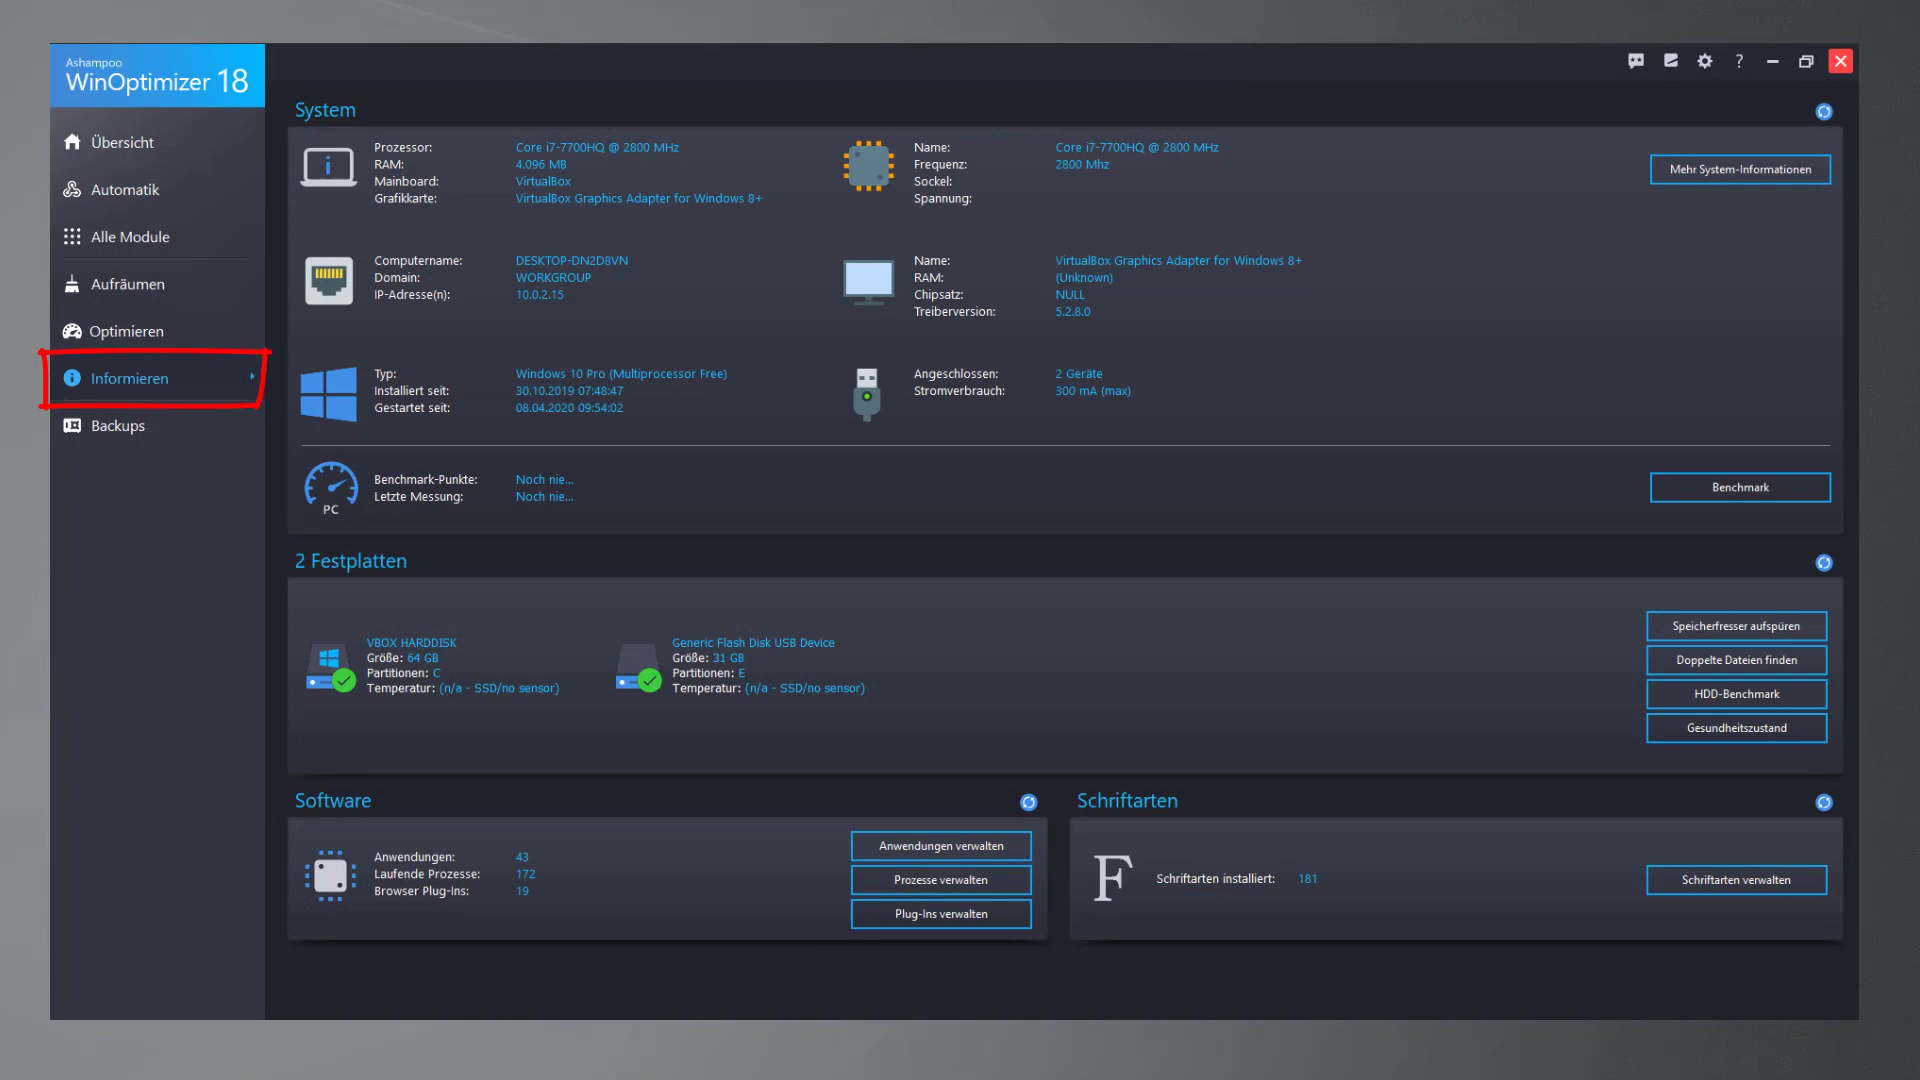 Ashampoo
WinOptimizer 18
?
Übersicht
Automatik
Alle Module
Aufräumen
Optimieren
Informieren
Backups
System
Prozessor: Core i7-7700HQ @ 2800 MHz
RAM: 4.096 MB
Mainboard: VirtualBox
Grafikkarte: VirtualBox Graphics Adapter for Windows 8+
Name: Core i7-7700HQ @ 2800 MHz
Frequenz: 2800 Mhz
Sockel:
Spannung:
Mehr System-Informationen
Computername: DESKTOP-DN2D8VN
Domain: WORKGROUP
IP-Adresse(n): 10.0.2.15
Name: VirtualBox Graphics Adapter for Windows 8+
RAM: (Unknown)
Chipsatz: NULL
Treiberversion: 5.2.8.0
Typ: Windows 10 Pro (Multiprocessor Free)
Installiert seit: 30.10.2019 07:48:47
Gestartet seit: 08.04.2020 09:54:02
Angeschlossen: 2 Geräte
Stromverbrauch: 300 mA (max)
PC
Benchmark-Punkte: Noch nie...
Letzte Messung: Noch nie...
Benchmark
2 Festplatten
VBOX HARDDISK
Größe: 64 GB
Partitionen: C
Temperatur: (n/a - SSD/no sensor)
Generic Flash Disk USB Device
Größe: 31 GB
Partitionen: E
Temperatur: (n/a - SSD/no sensor)
Speicherfresser aufspüren
Doppelte Dateien finden
HDD-Benchmark
Gesundheitszustand
Software
Anwendungen: 43
Laufende Prozesse: 172
Browser Plug-Ins: 19
Anwendungen verwalten
Prozesse verwalten
Plug-Ins verwalten
Schriftarten
F
Schriftarten installiert: 181
Schriftarten verwalten